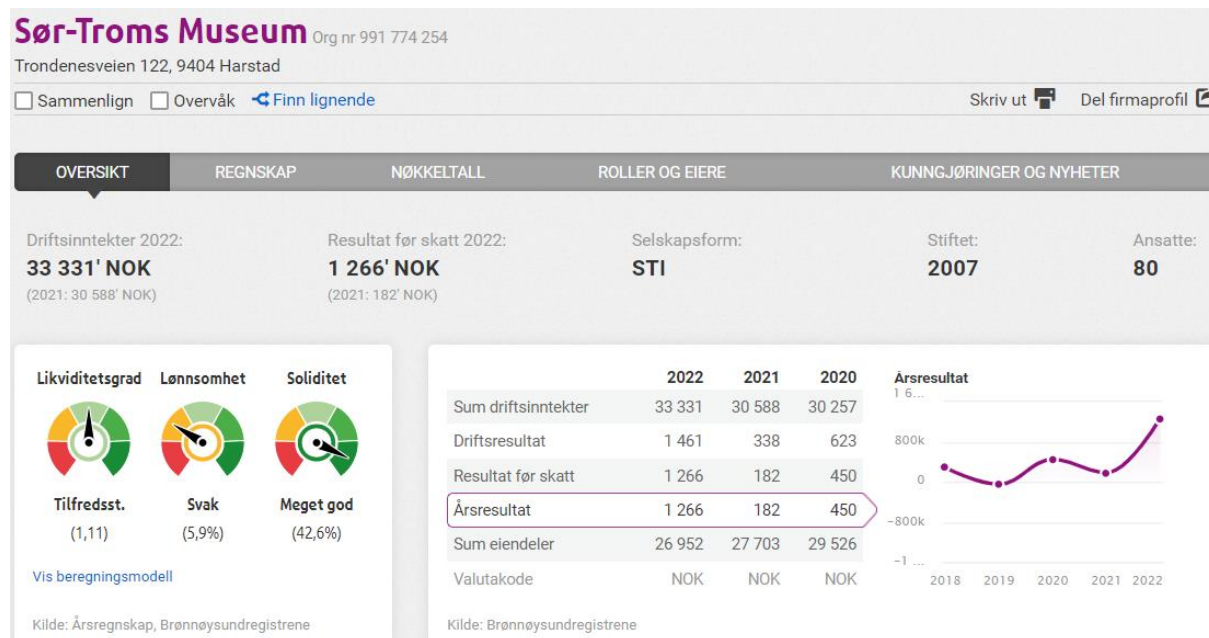 Sør-Troms Museum Org nr 991 774 254
Trondenesveien 122, 9404 Harstad
Sammenlign Overvåk Finn lignende Skriv ut Del firmaprofil
OVERSIKT REGNSKAP NØKKELTALL ROLLER OG EIERE KUNNGJØRINGER OG NYHETER
Driftsinntekter 2022: Resultat før skatt 2022: Selskapsform: Stiftet: Ansatte:
33 331' NOK 1 266' NOK STI 2007 80
(2021: 30 588' NOK) (2021: 182' NOK)
Likviditetsgrad Lønnsomhet Soliditet
Tilfredsst. Svak Meget god
(1,11) (5,9%) (42,6%)
Vis beregningsmodell
Kilde: Årsregnskap, Brønnøysundregistrene
2022 2021 2020
Sum driftsinntekter 33 331 30 588 30 257
Driftsresultat 1 461 338 623
Resultat før skatt 1 266 182 450
Årsresultat 1 266 182 450
Sum eiendeler 26 952 27 703 29 526
Valutakode NOK NOK NOK
Kilde: Brønnøysundregistrene
Årsresultat
1 6...
800k
0
−800k
−1 ...
2018 2019 2020 2021 2022